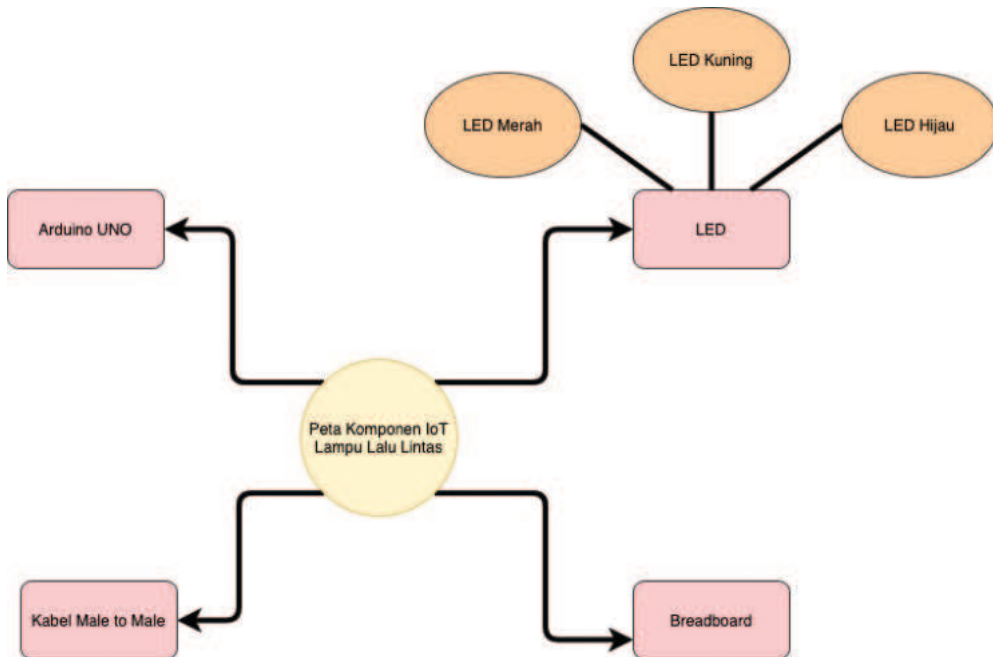 LED Kuning
LED Merah
LED Hijau
Arduino UNO
LED
Peta Komponen IoT
Lampu Lalu Lintas
Kabel Male to Male
Breadboard